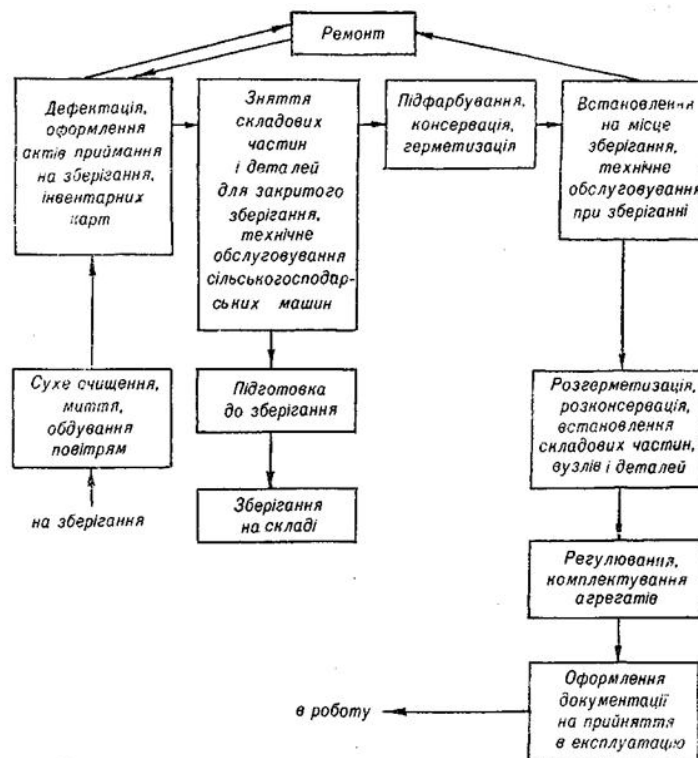 Ремонт
Дефектація,
оформлення
актів приймання
на зберігання,
інвентарних
карт
Зняття
складових
частин
і деталей
для закритого
зберігання,
технічне
обслуговування
сільськогосподар-
ських машин
Підфарбування,
консервація,
герметизація
Встановлення
на місце
зберігання,
технічне
обслуговування
при зберіганні
Сухе очищення,
миття,
обдування
повітрям
на зберігання
Підготовка
до зберігання
Зберігання
на складі
Розгерметизація,
розконсервація,
встановлення
складових частин,
вузлів і деталей
Регулювання,
комплектування
агрегатів
Оформлення
документації
на прийняття
в експлуатацію
в роботу